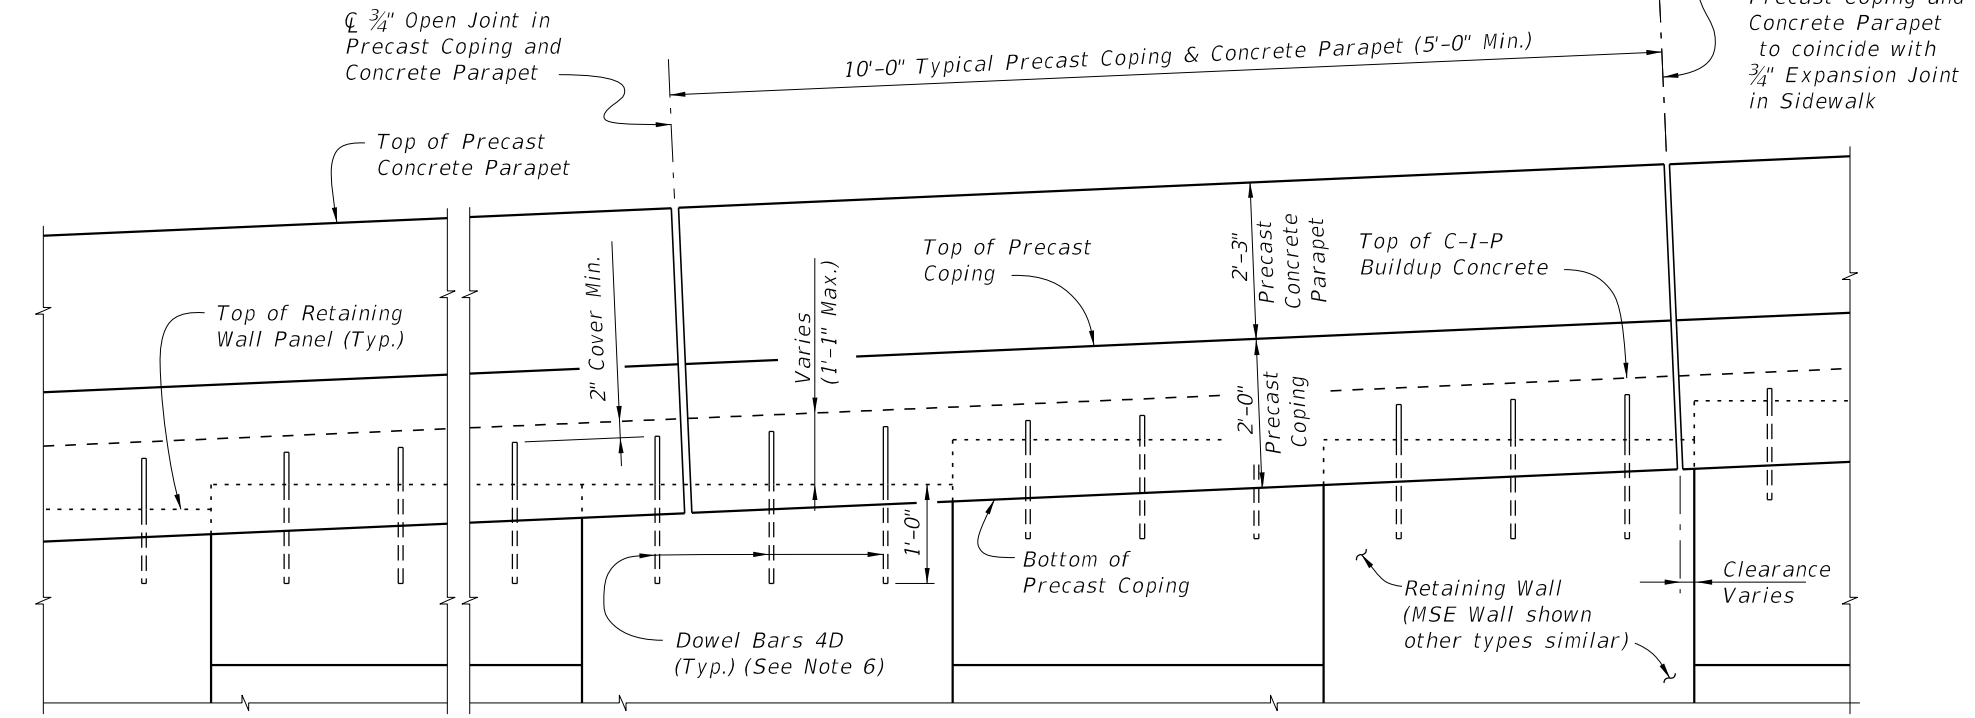 ℄ ¾" Open Joint in
Precast Coping and
Concrete Parapet
10'-0" Typical Precast Coping & Concrete Parapet (5'-0" Min.)
Precast Coping and
Concrete Parapet
to coincide with
¾" Expansion Joint
in Sidewalk
Top of Precast
Concrete Parapet
Top of Retaining
Wall Panel (Typ.)
2" Cover Min.
Varies
(1'-1" Max.)
Top of Precast
Coping
2'-3"
Precast
Concrete
Parapet
Top of C-I-P
Buildup Concrete
2'-0"
Precast
Coping
1'-0"
Bottom of
Precast Coping
Dowel Bars 4D
(Typ.) (See Note 6)
Retaining Wall
(MSE Wall shown
other types similar)
Clearance
Varies